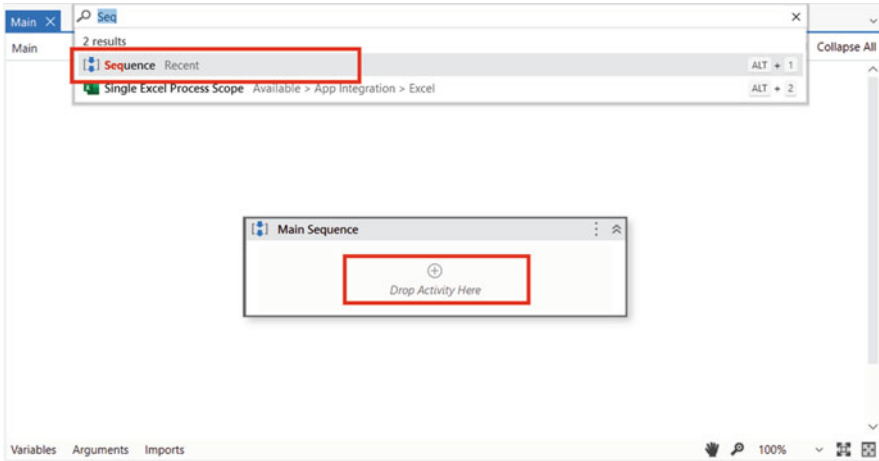 Main
Seq
2 results
Main
Collapse All
Sequence Recent
ALT + 1
Single Excel Process Scope Available > App Integration > Excel
ALT + 2
Main Sequence
Drop Activity Here
Variables Arguments Imports
100%